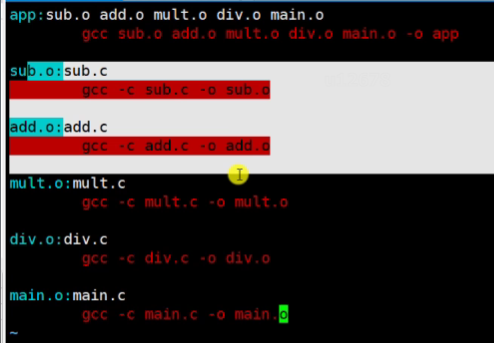 app:sub.o add.o mult.o div.o main.o
gcc sub.o add.o mult.o div.o main.o -o app
sub.o:sub.c
gcc -c sub.c -o sub.o
add.o:add.c
gcc -c add.c -o add.o
mult.o:mult.c
gcc -c mult.c -o mult.o
div.o:div.c
gcc -c div.c -o div.o
main.o:main.c
gcc -c main.c -o main.o
~